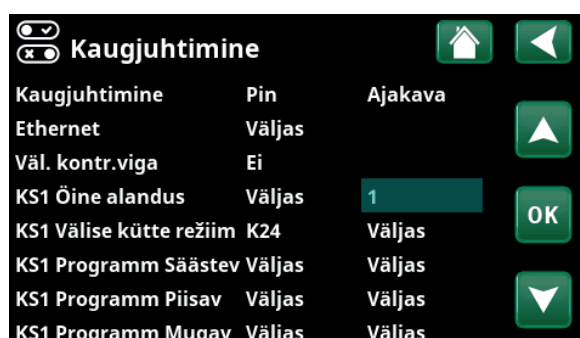 Kaugjuhtimine
Kaugjuhtimine Pin Ajakava
Ethernet Väljas
Väl. kontr.viga Ei
KS1 Öine alandus Väljas 1
OK
KS1 Välise kütte režiim K24 Väljas
KS1 Programm Säästev Väljas Väljas
KS1 Programm Piisav Väljas Väljas
KS1 Programm Mugav Väljas Väljas